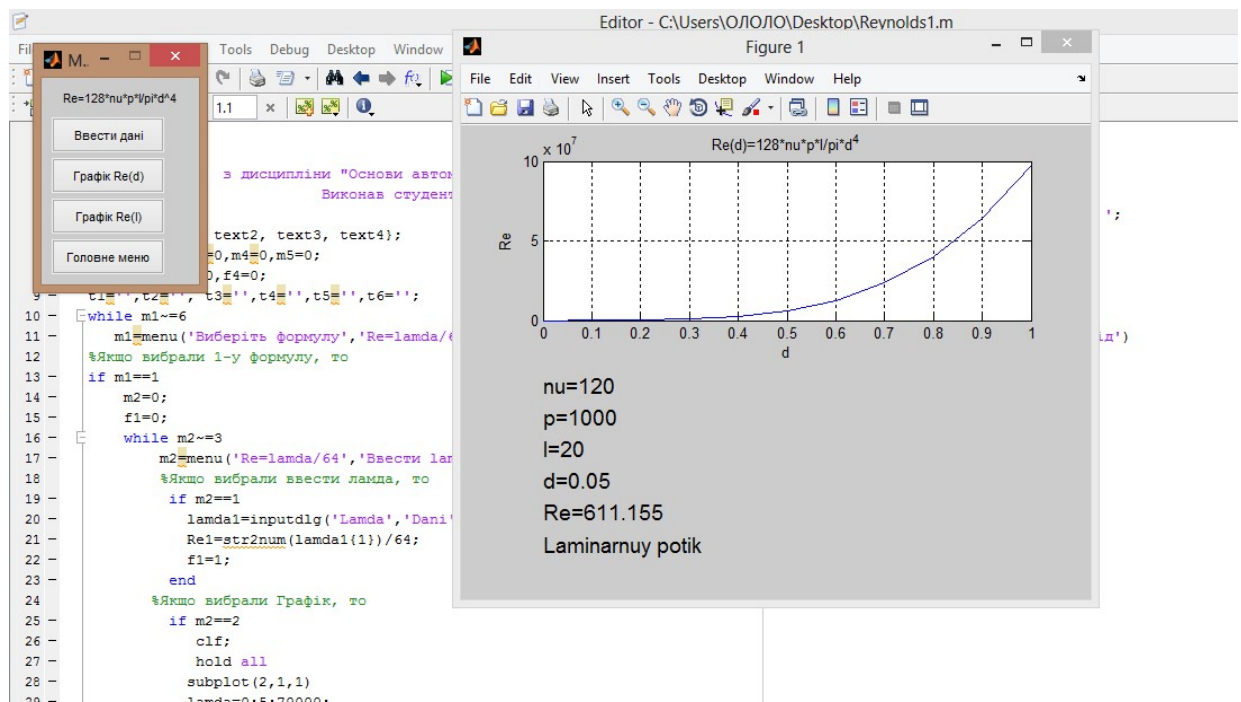 Editor - C:\Users\ОЛОЛО\Desktop\Reynolds1.m
Tools Debug Desktop Window
1.1
M..
Re=128*nu*p*l/pi*d^4
Ввести дані
Графік Re(d)
Графік Re(l)
Головне меню
з дисципліни "Основи автом
Виконав студент
';
text2, text3, text4};
=0,m4=0,m5=0;
0,f4=0;
9 - t1='',t2='', t3='',t4='',t5='',t6='';
10 - while m1~=6
11 - m1=menu('Виберіть формулу','Re=lamda/6
ід')
12 %Якщо вибрали 1-у формулу, то
13 - if m1==1
14 - m2=0;
15 - f1=0;
16 - while m2~=3
17 - m2=menu('Re=lamda/64','Ввести lam
18 %Якщо вибрали ввести ламда, то
19 - if m2==1
20 - lamda1=inputdlg('Lamda','Dani'
21 - Re1=str2num(lamda1{1})/64;
22 - f1=1;
23 - end
24 %Якщо вибрали Графік, то
25 - if m2==2
26 - clf;
27 - hold all
28 - subplot(2,1,1)
29 - lamda=0:5:70000;
Figure 1
File Edit View Insert Tools Desktop Window Help
Re(d)=128*nu*p*l/pi*d^4
x 10^7
10
5
0
Re
0 0.1 0.2 0.3 0.4 0.5 0.6 0.7 0.8 0.9 1
d
nu=120
p=1000
l=20
d=0.05
Re=611.155
Laminarnuy potik